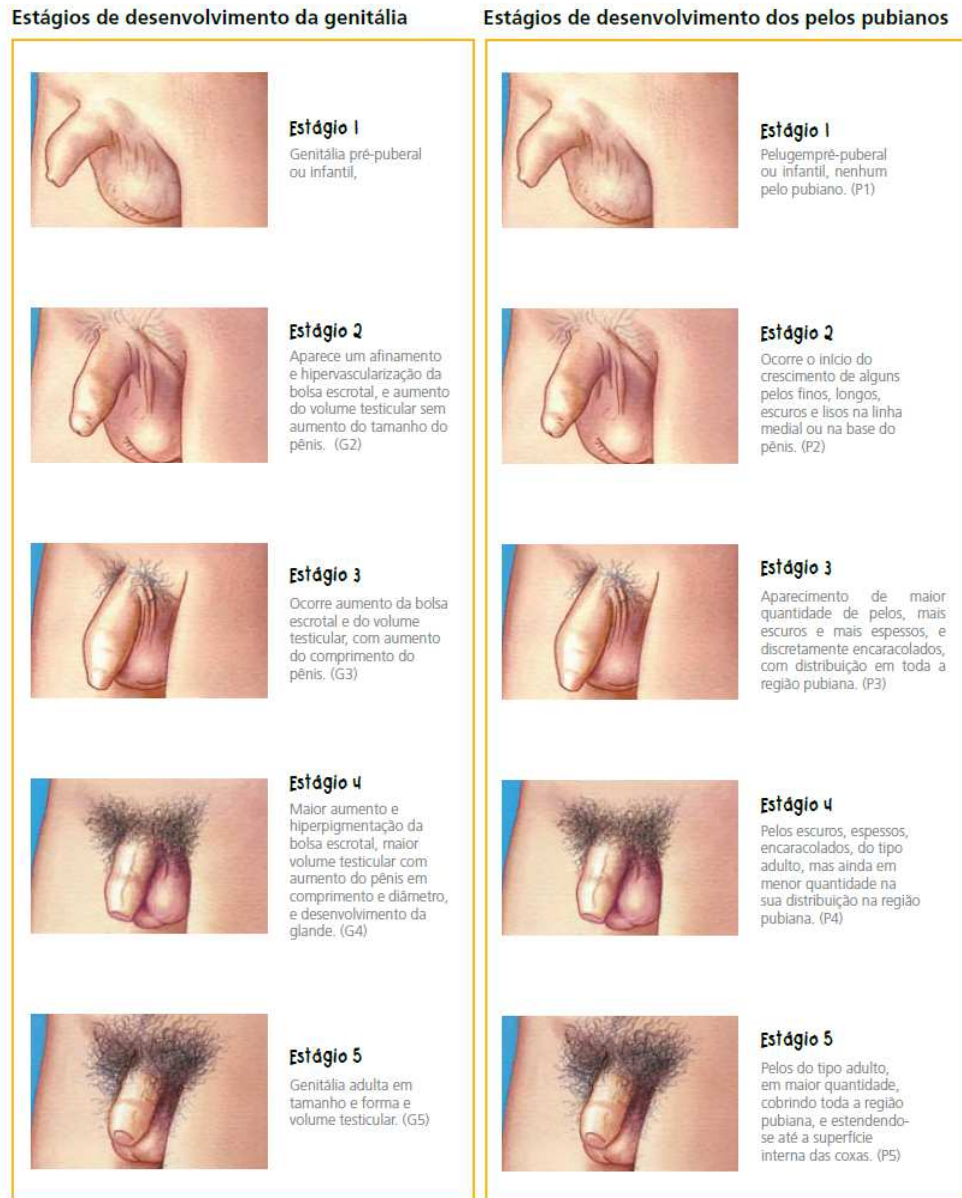 Estágios de desenvolvimento da genitália
Estágio 1
Genitália pré-puberal
ou infantil,
Estágio 2
Aparece um afinamento
e hipervascularização da
bolsa escrotal, e aumento
do volume testicular sem
aumento do tamanho do
pênis. (G2)
Estágio 3
Ocorre aumento da bolsa
escrotal e do volume
testicular, com aumento
do comprimento do
pênis. (G3)
Estágio 4
Maior aumento e
hiperpigmentação da
bolsa escrotal, maior
volume testicular com
aumento do pênis em
comprimento e diâmetro,
e desenvolvimento da
glande. (G4)
Estágio 5
Genitália adulta em
tamanho e forma e
volume testicular. (G5)
Estágios de desenvolvimento dos pelos pubianos
Estágio 1
Pelugempré-puberal
ou infantil, nenhum
pelo pubiano. (P1)
Estágio 2
Ocorre o início do
crescimento de alguns
pelos finos, longos,
escuros e lisos na linha
medial ou na base do
pênis. (P2)
Estágio 3
Aparecimento de maior
quantidade de pelos, mais
escuros e mais espessos, e
discretamente encaracolados,
com distribuição em toda a
região pubiana. (P3)
Estágio 4
Pelos escuros, espessos,
encaracolados, do tipo
adulto, mas ainda em
menor quantidade na
sua distribuição na região
pubiana. (P4)
Estágio 5
Pelos do tipo adulto,
em maior quantidade,
cobrindo toda a região
pubiana, e estendendo-
se até a superfície
interna das coxas. (P5)